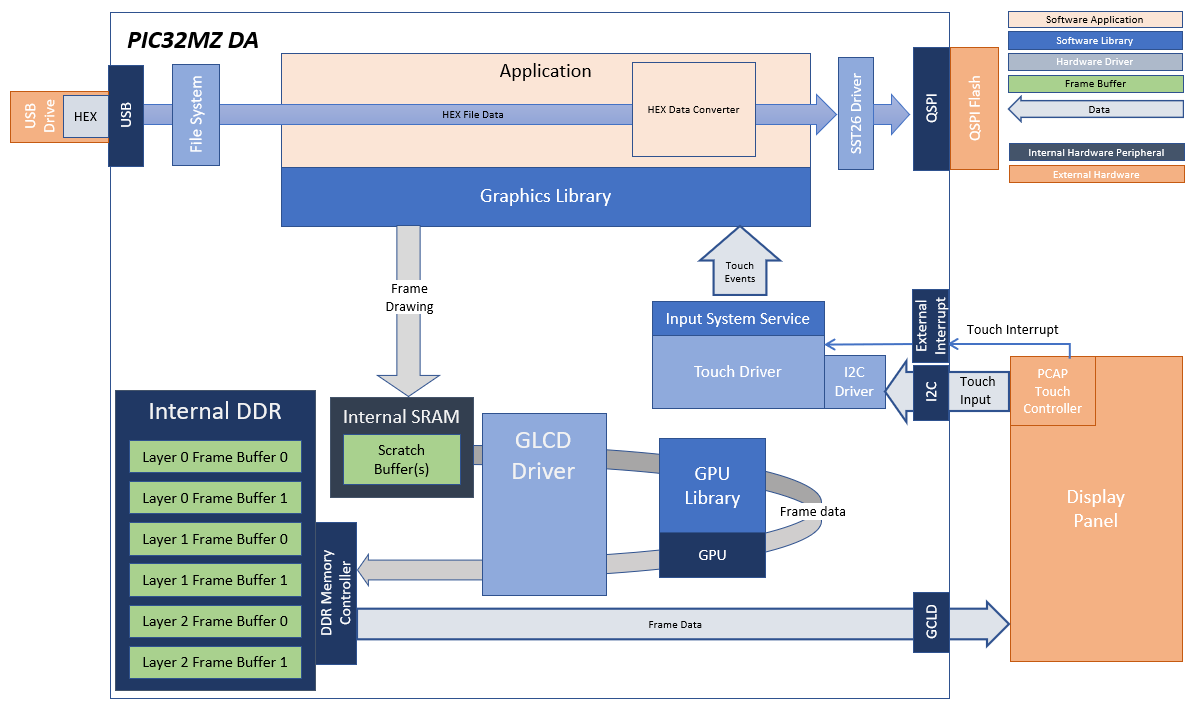 PIC32MZ DA
Software Application
Software Library
Hardware Driver
Frame Buffer
Data
Internal Hardware Peripheral
External Hardware
USB
Drive
HEX
USB
File System
Application
HEX File Data
HEX Data Converter
SST26 Driver
QSPI
QSPI Flash
Graphics Library
Touch
Events
Frame
Drawing
Input System Service
Touch Driver
I2C
Driver
External
Interrupt
Touch Interrupt
I2C
Touch
Input
PCAP
Touch
Controller
Display
Panel
Internal DDR
Layer 0 Frame Buffer 0
Layer 0 Frame Buffer 1
Layer 1 Frame Buffer 0
Layer 1 Frame Buffer 1
Layer 2 Frame Buffer 0
Layer 2 Frame Buffer 1
DDR Memory
Controller
Internal SRAM
Scratch
Buffer(s)
GLCD
Driver
GPU
Library
GPU
Frame data
Frame Data
GCLD